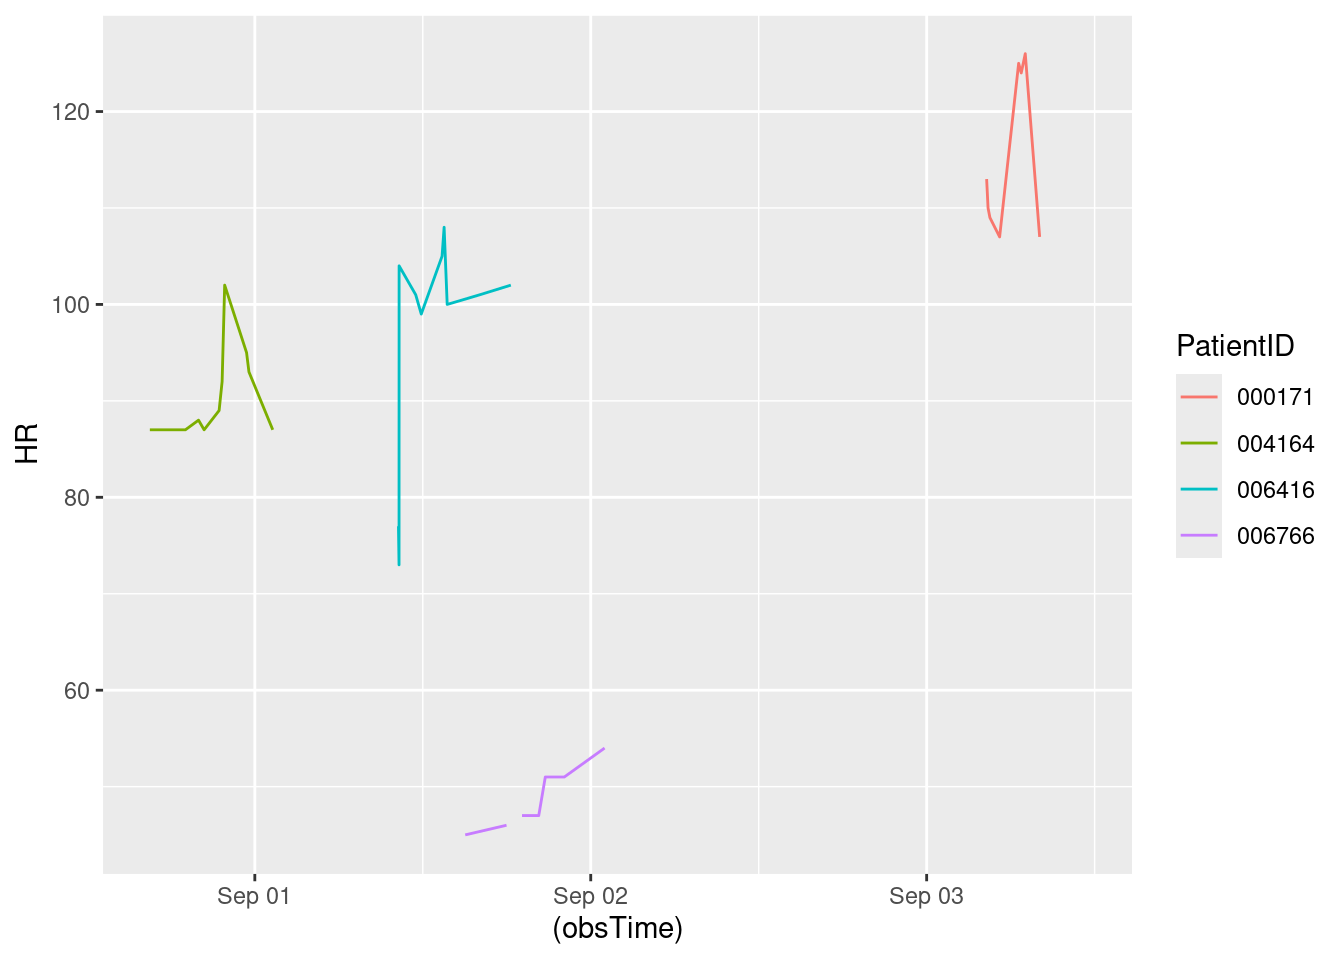 120
100
80
60
HR
Sep 01
Sep 02
Sep 03
(obsTime)
PatientID
000171
004164
006416
006766